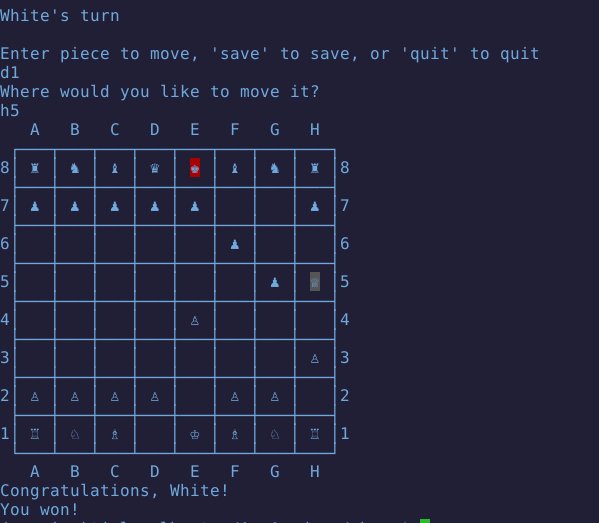 White's turn
Enter piece to move, 'save' to save, or 'quit' to quit
d1
Where would you like to move it?
h5
A B C D E F G H
8 ♜ ♞ ♝ ♛ ♚ ♝ ♞ ♜ 8
7 ♟ ♟ ♟ ♟ ♟ ♟ 7
6 ♟ 6
5 ♟ ♕ 5
4 ♙ 4
3 ♙ 3
2 ♙ ♙ ♙ ♙ ♙ ♙ 2
1 ♖ ♘ ♗ ♔ ♗ ♘ ♖ 1
A B C D E F G H
Congratulations, White!
You won!